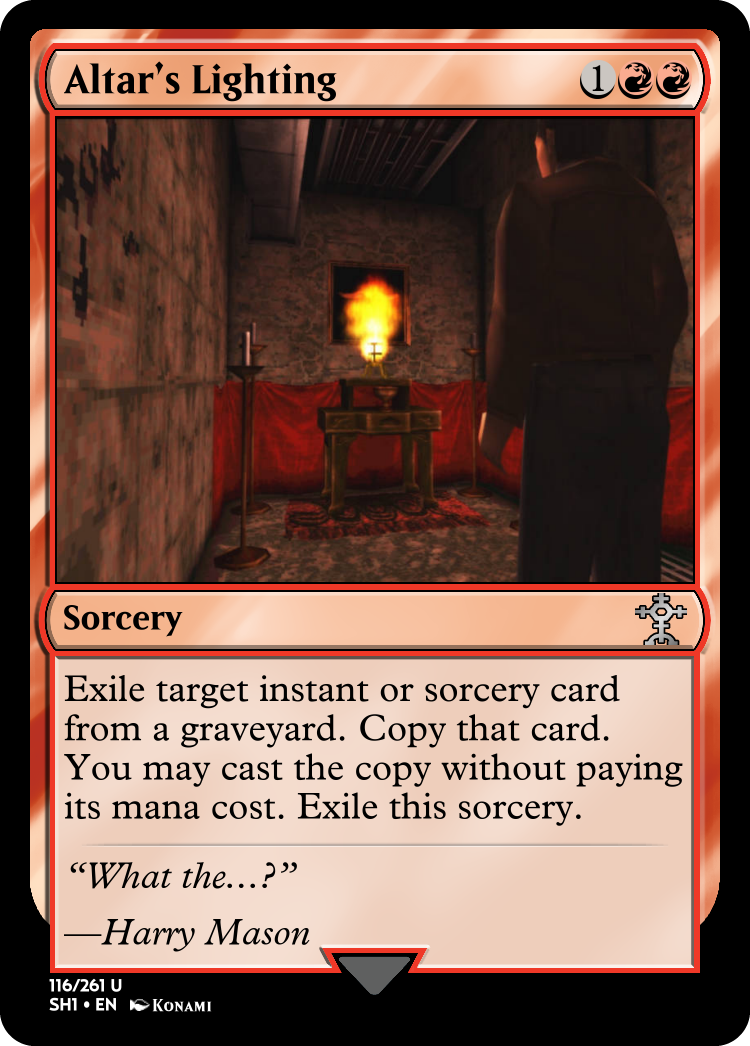 Altar's Lighting 1
Sorcery
Exile target instant or sorcery card
from a graveyard. Copy that card.
You may cast the copy without paying
its mana cost. Exile this sorcery.
“What the...?”
—Harry Mason
116/261 U
SH1 • EN KONAMI